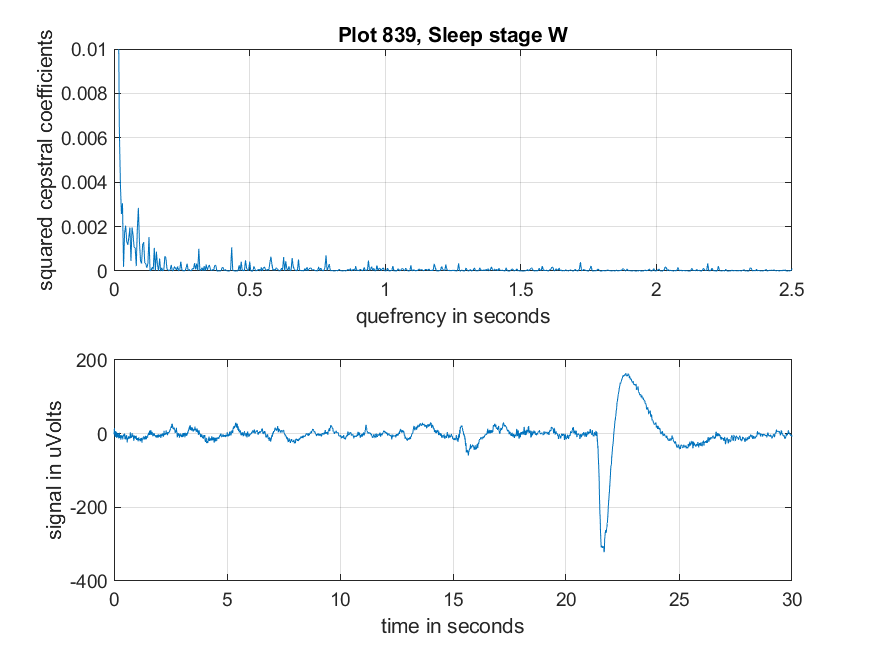 Plot 839, Sleep stage W
squared cepstral coefficients
0.01
0.008
0.006
0.004
0.002
0
0 0.5 1 1.5 2 2.5
quefrency in seconds
signal in uVolts
200
0
-200
-400
0 5 10 15 20 25 30
time in seconds